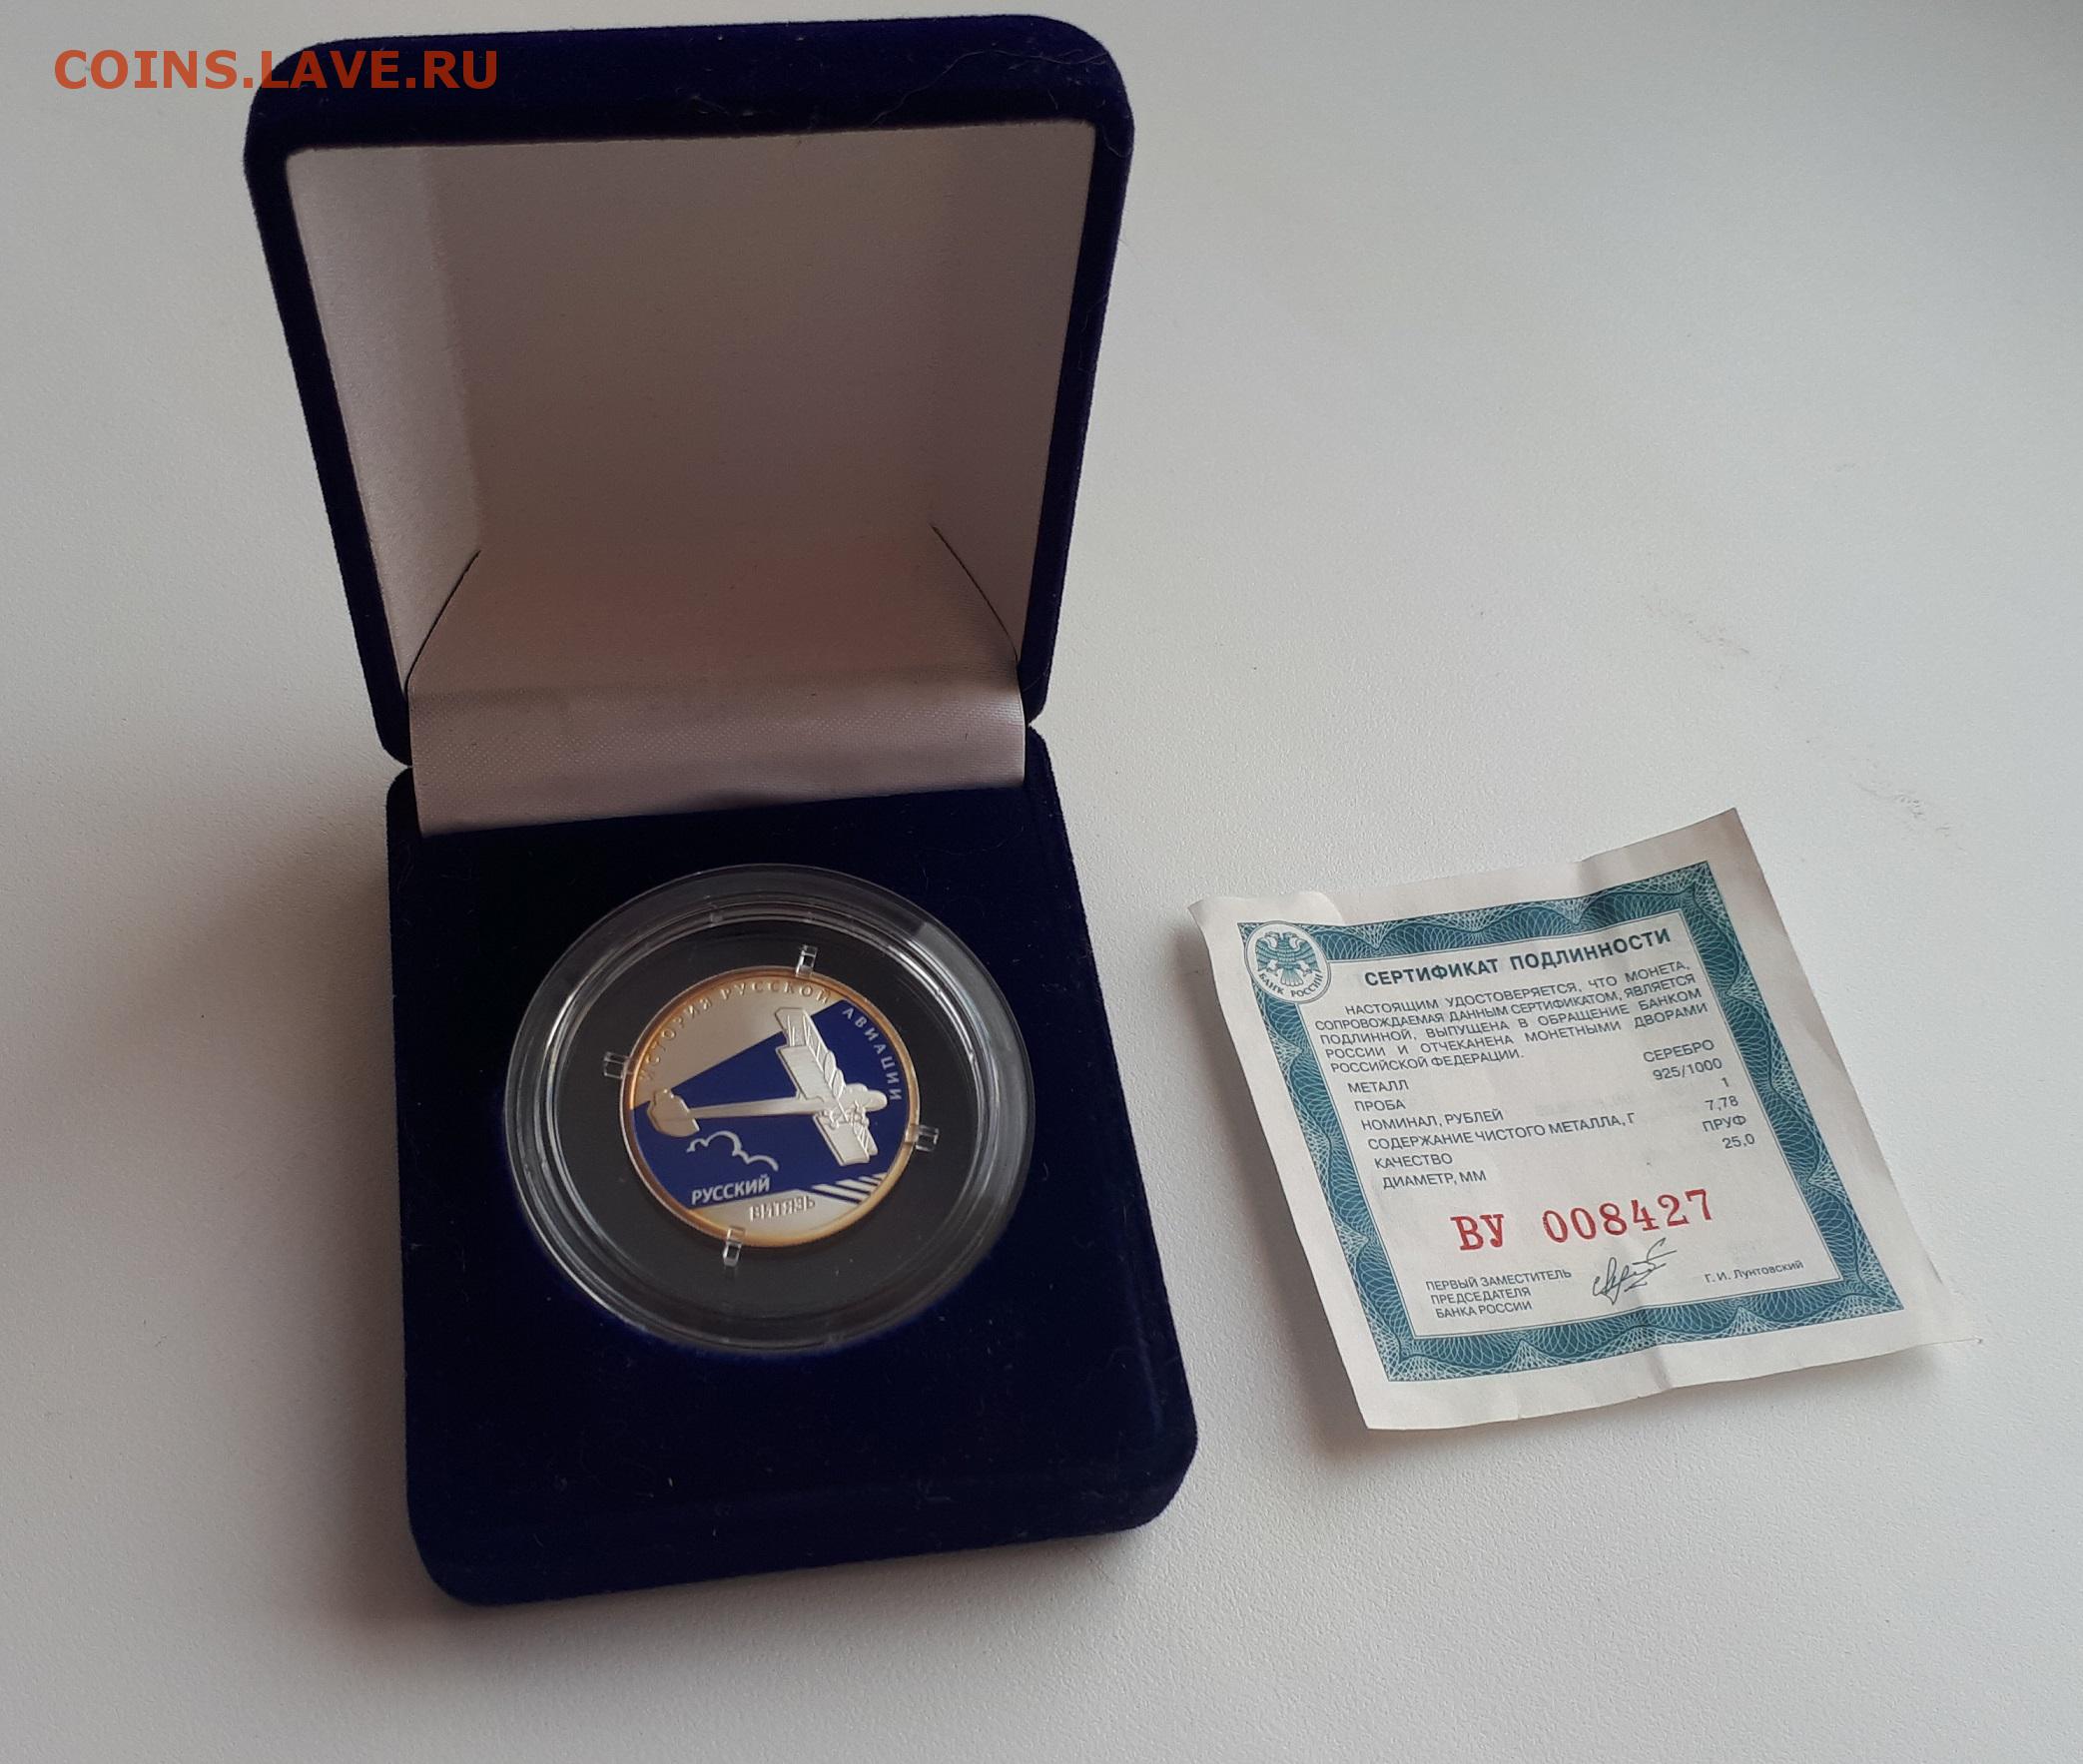 COINS.LAVE.RU
ИСТОРИЯ РУССКОЙ АВИАЦИИ
РУССКИЙ
ВИТЯЗЬ
БАНК РОССИИ
СЕРТИФИКАТ ПОДЛИННОСТИ
НАСТОЯЩИМ УДОСТОВЕРЯЕТСЯ, ЧТО МОНЕТА,
СОПРОВОЖДАЕМАЯ ДАННЫМ СЕРТИФИКАТОМ, ЯВЛЯЕТСЯ
ПОДЛИННОЙ, ВЫПУЩЕНА В ОБРАЩЕНИЕ БАНКОМ
РОССИИ И ОТЧЕКАНЕНА МОНЕТНЫМИ ДВОРАМИ
РОССИЙСКОЙ ФЕДЕРАЦИИ.
МЕТАЛЛ СЕРЕБРО
ПРОБА 925/1000
НОМИНАЛ, РУБЛЕЙ 1
СОДЕРЖАНИЕ ЧИСТОГО МЕТАЛЛА, Г 7,78
КАЧЕСТВО ПРУФ
ДИАМЕТР, ММ 25,0
ВУ 008427
ПЕРВЫЙ ЗАМЕСТИТЕЛЬ
ПРЕДСЕДАТЕЛЯ
БАНКА РОССИИ
Г. И. Лунтовский